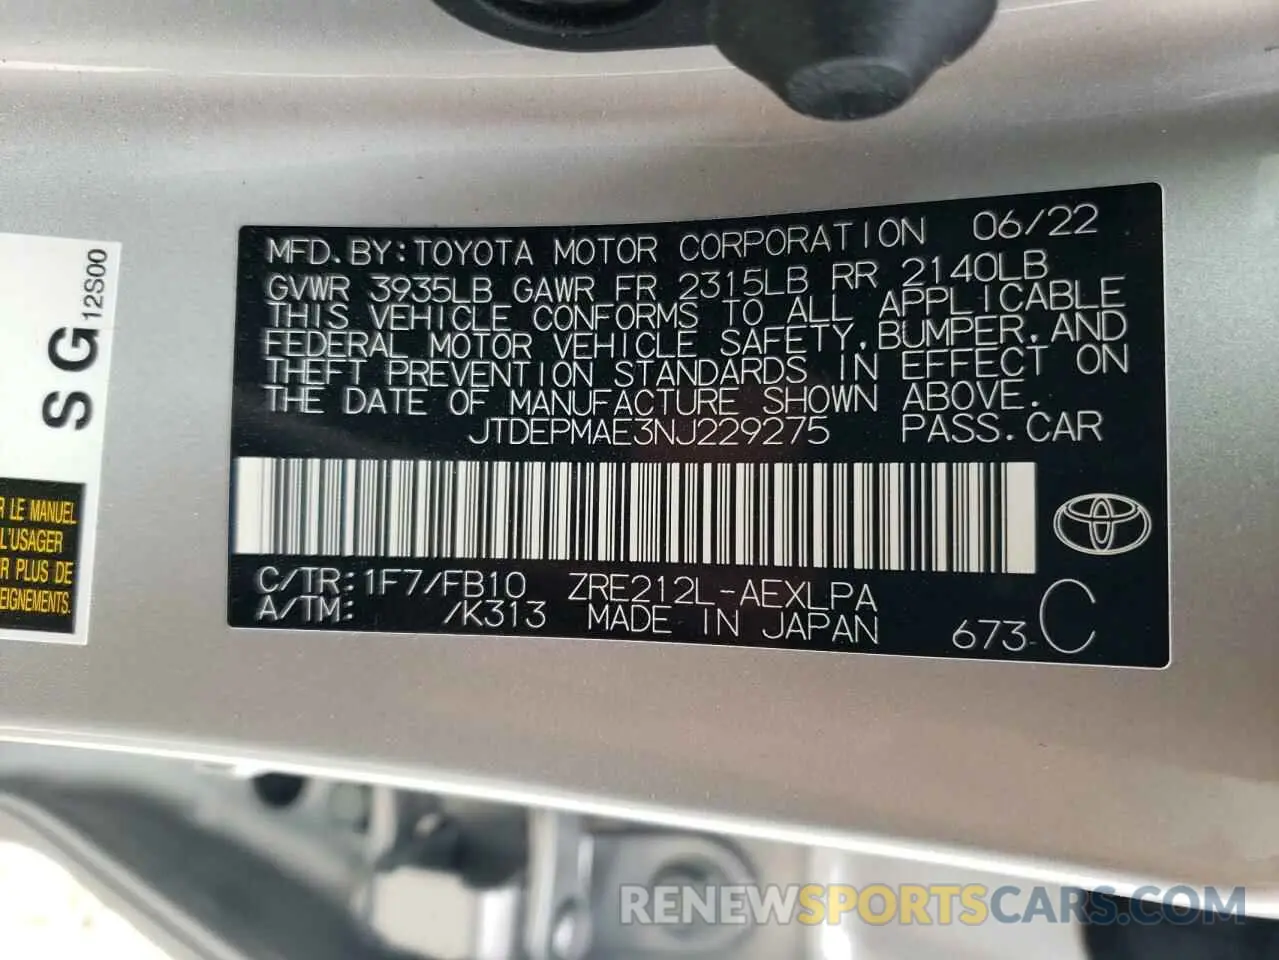 MFD.BY:TOYOTA MOTOR CORPORATION 06/22
GVWR 3935LB GAWR FR 2315LB RR 2140LB
THIS VEHICLE CONFORMS TO ALL APPLICABLE
FEDERAL MOTOR VEHICLE SAFETY,BUMPER,AND
THEFT PREVENTION STANDARDS IN EFFECT ON
THE DATE OF MANUFACTURE SHOWN ABOVE.
JTDEPMAE3NJ229275 PASS.CAR
C/TR:1F7/FB10 ZRE212L-AEXLPA
A/TM: /K313 MADE IN JAPAN 673 C
SG 12S00
R LE MANUEL
L'USAGER
R PLUS DE
EIGNEMENTS.
RENEWSPORTSCARS.COM